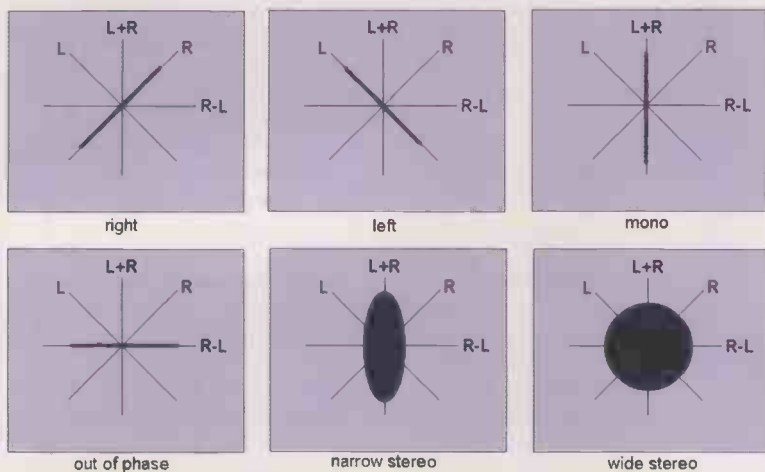 L+R
L R
R-L
right
L+R
L R
R-L
left
L+R
L R
R-L
mono
L+R
L R
R-L
out of phase
L+R
L R
R-L
narrow stereo
L+R
L R
R-L
wide stereo